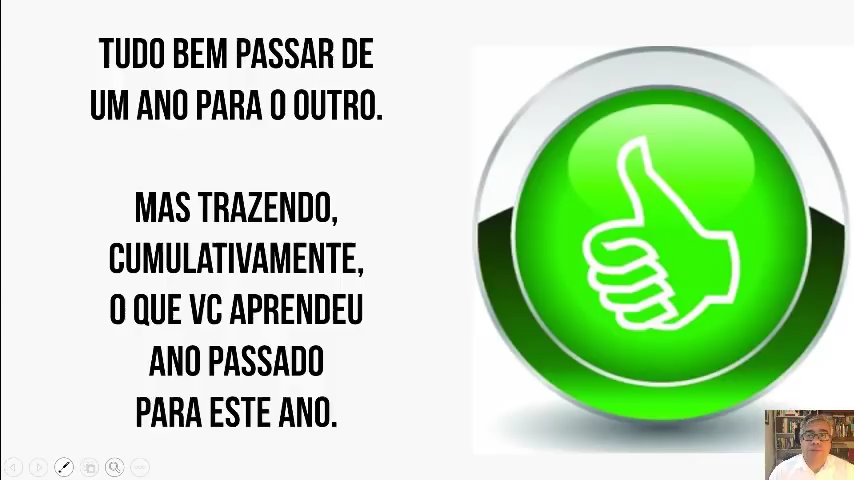 TUDO BEM PASSAR DE
UM ANO PARA O OUTRO.
MAS TRAZENDO,
CUMULATIVAMENTE,
O QUE VC APRENDEU
ANO PASSADO
PARA ESTE ANO.